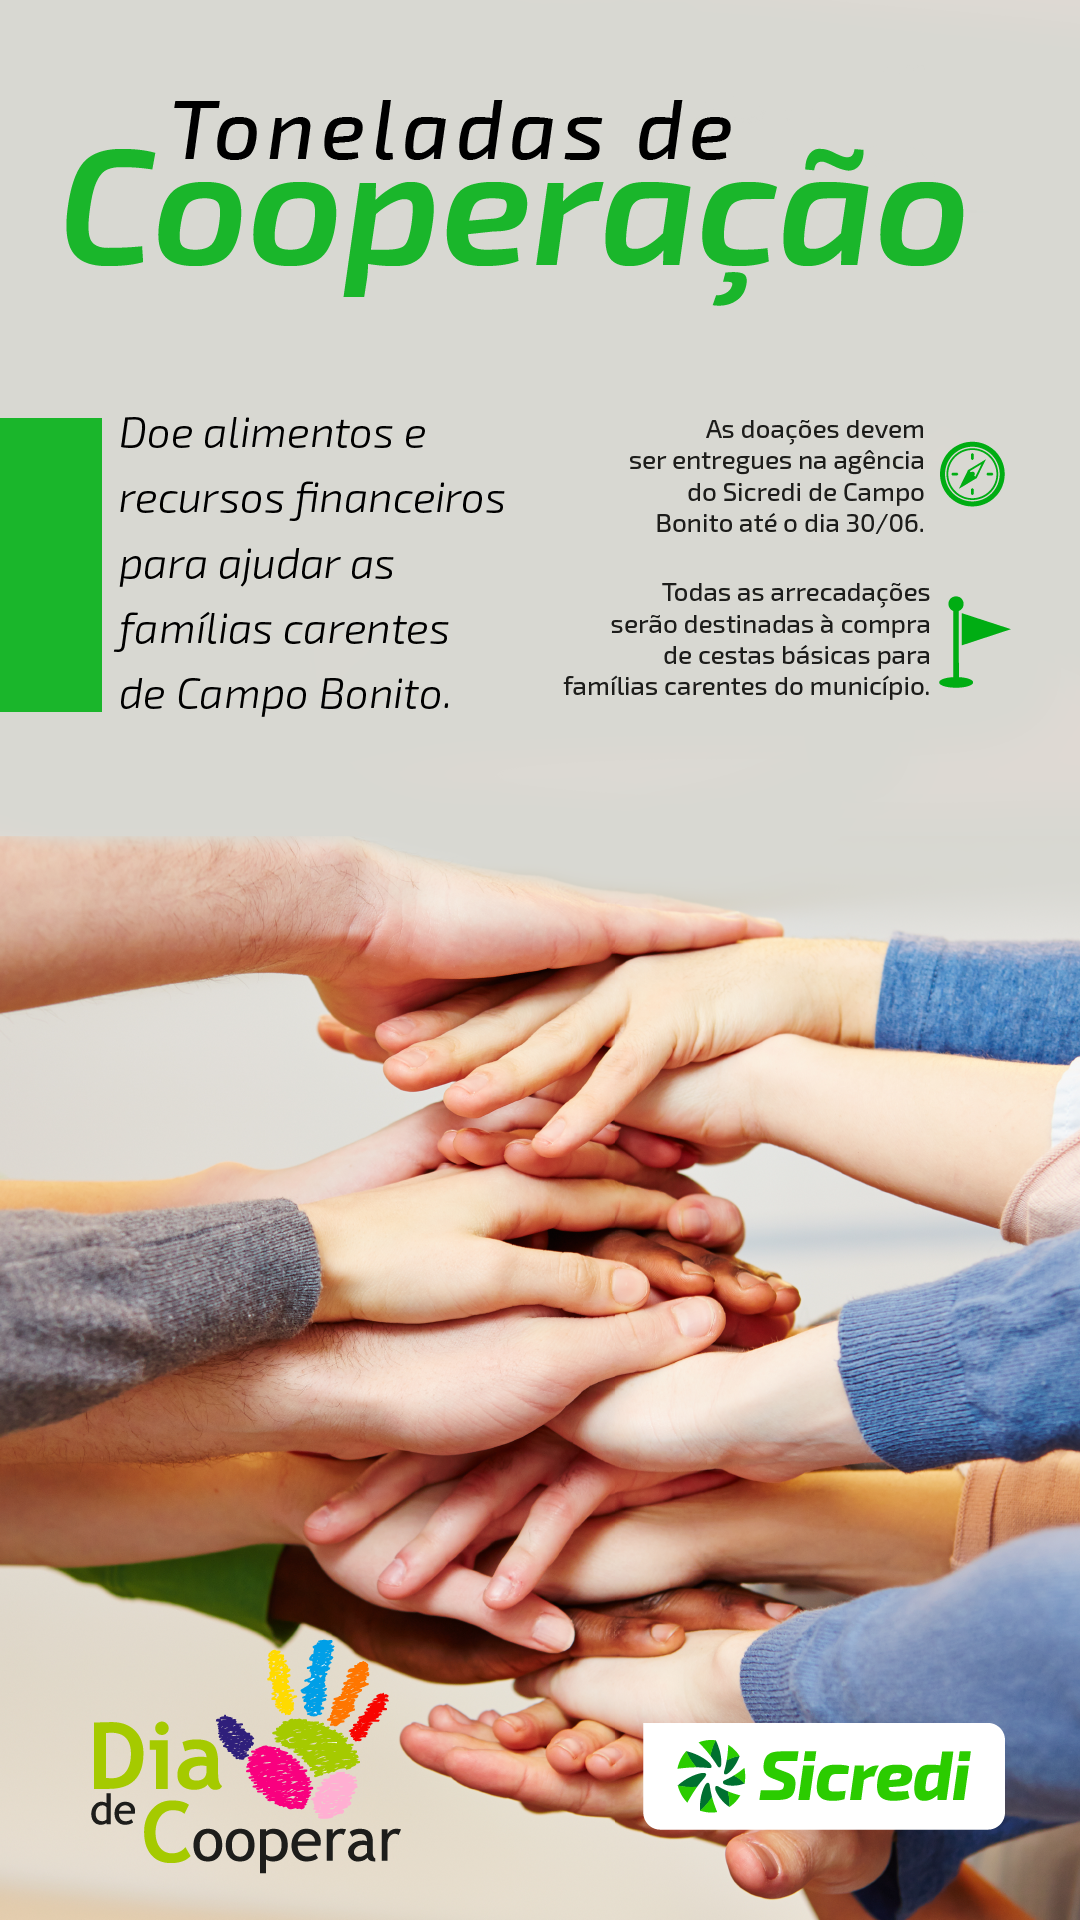 Toneladas de
Cooperação
Doe alimentos e
recursos financeiros
para ajudar as
famílias carentes
de Campo Bonito.
As doações devem
ser entregues na agência
do Sicredi de Campo
Bonito até o dia 30/06.
Todas as arrecadações
serão destinadas à compra
de cestas básicas para
famílias carentes do município.
Dia
de
Cooperar
Sicredi